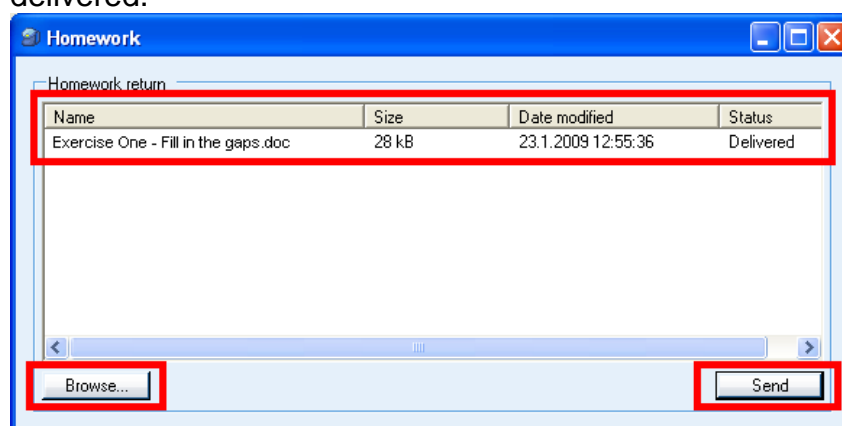 delivered.
Homework
Homework return
Name Size Date modified Status
Exercise One - Fill in the gaps.doc 28 kB 23.1.2009 12:55:36 Delivered
Browse... Send